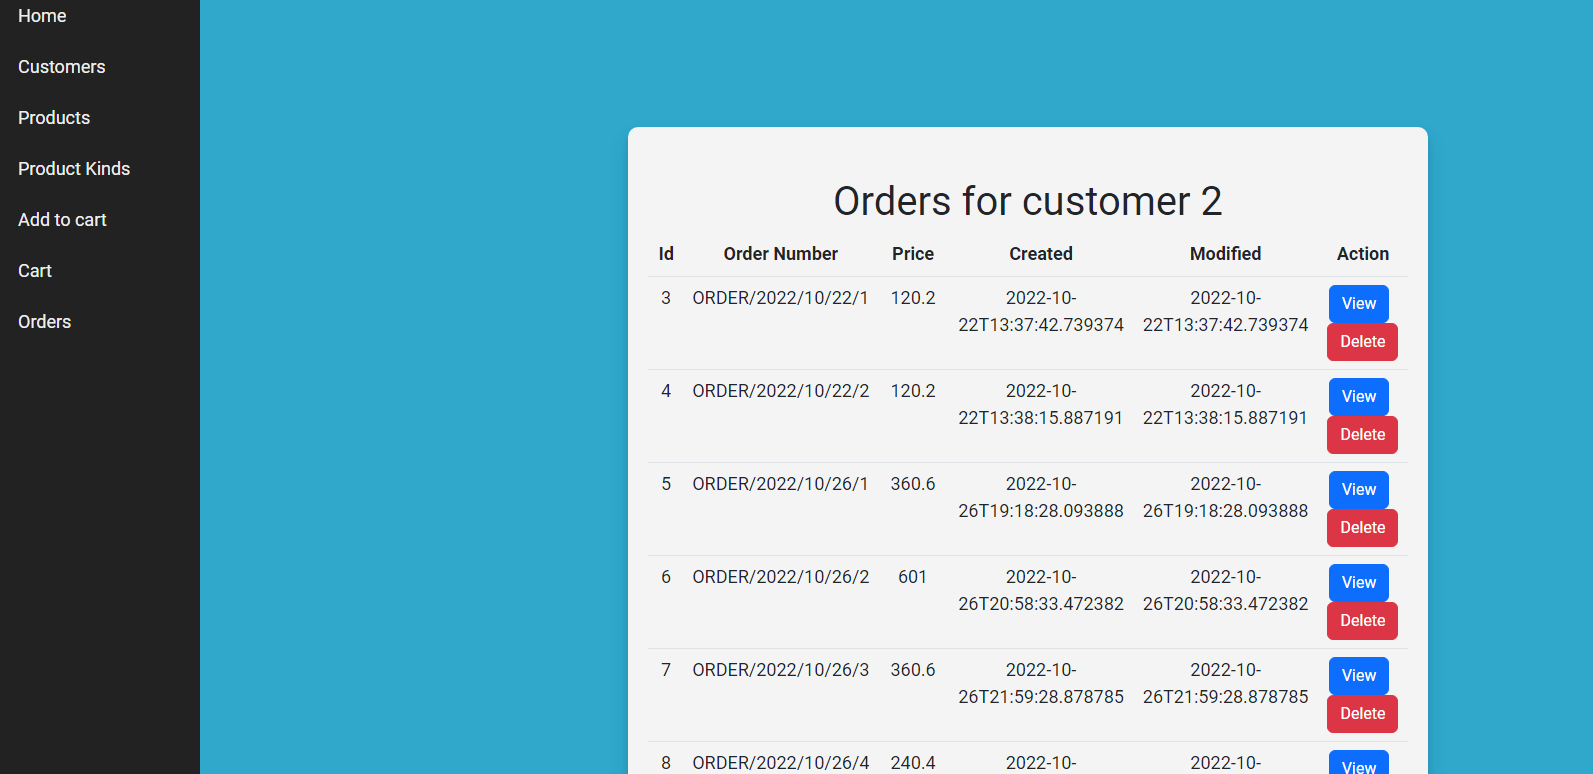 Home
Customers
Products
Product Kinds
Add to cart
Cart
Orders
Orders for customer 2
Id Order Number Price Created Modified Action
3 ORDER/2022/10/22/1 120.2 2022-10- 2022-10- View
22T13:37:42.739374 22T13:37:42.739374 Delete
4 ORDER/2022/10/22/2 120.2 2022-10- 2022-10- View
22T13:38:15.887191 22T13:38:15.887191 Delete
5 ORDER/2022/10/26/1 360.6 2022-10- 2022-10- View
26T19:18:28.093888 26T19:18:28.093888 Delete
6 ORDER/2022/10/26/2 601 2022-10- 2022-10- View
26T20:58:33.472382 26T20:58:33.472382 Delete
7 ORDER/2022/10/26/3 360.6 2022-10- 2022-10- View
26T21:59:28.878785 26T21:59:28.878785 Delete
8 ORDER/2022/10/26/4 240.4 2022-10- 2022-10- View